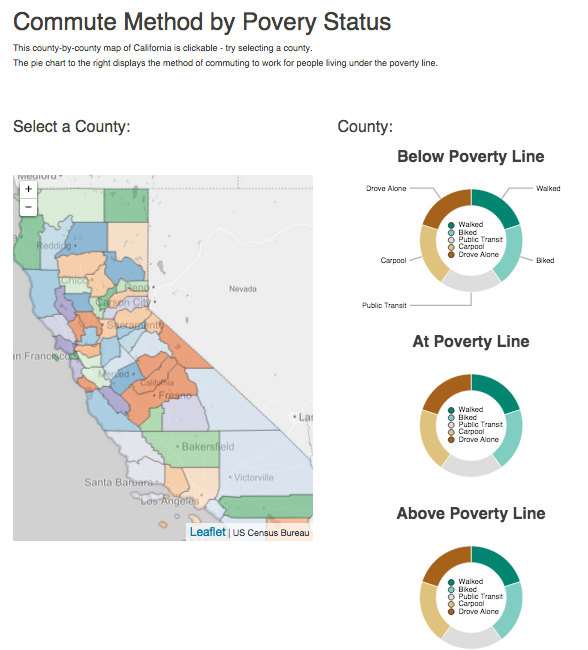 Commute Method by Povery Status
This county-by-county map of California is clickable - try selecting a county.
The pie chart to the right displays the method of commuting to work for people living under the poverty line.
Select a County:
County:
+
−
Medford
Redding
Chico
Reno
Carson City
Nevada
Sacramento
n Francisco
Merced
California
Fresno
Las
Bakersfield
Santa Barbara
Victorville
Los Angeles
Leaflet | US Census Bureau
Below Poverty Line
Drove Alone
Walked
Carpool
Biked
Public Transit
Walked
Biked
Public Transit
Carpool
Drove Alone
At Poverty Line
Walked
Biked
Public Transit
Carpool
Drove Alone
Above Poverty Line
Walked
Biked
Public Transit
Carpool
Drove Alone